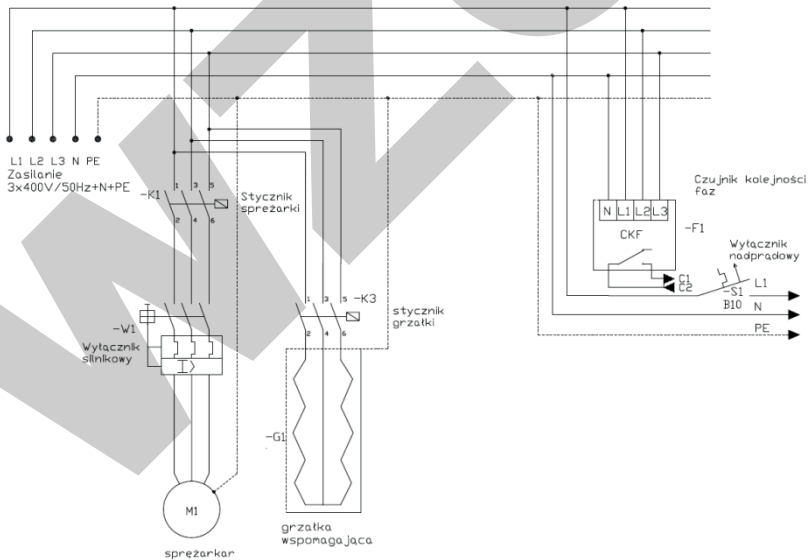 L1 L2 L3 N PE
Zasilanie
3x400V/50Hz+N+PE
-K1
1 3 5
2 4 6
Stycznik
sprężarki
-W1
Wyłącznik
silnikowy
I>
M1
sprężarkar
-K3
1 3 5
2 4 6
stycznik
grzałki
-G1
grzałka
wspomagająca
Czujnik kolejności
faz
N L1 L2 L3
-F1
CKF
C1
C2
Wyłącznik
nadprądowy
-S1
B10
L1
N
PE
WZÓ